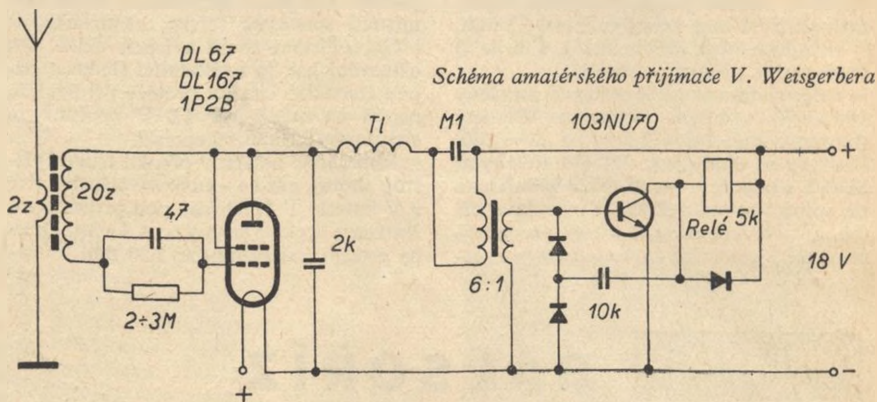 DL67
DL167
1P2B
Schéma amatérského přijímače V. Weisgerbera
Tl
M1
103NU70
+
2z
20z
47
2k
Relé
5k
6:1
18 V
2÷3M
10k
+
-